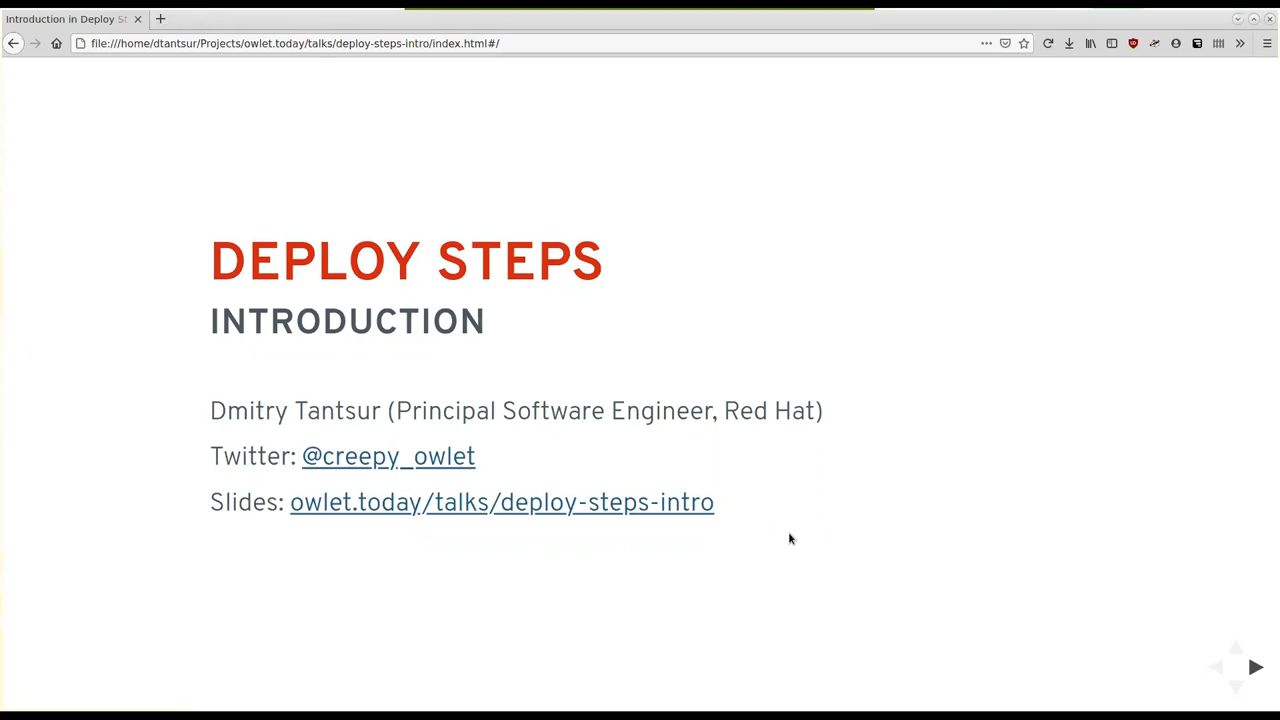 Introduction in Deploy St
file:///home/dtantsur/Projects/owlet.today/talks/deploy-steps-intro/index.html#/
DEPLOY STEPS
INTRODUCTION
Dmitry Tantsur (Principal Software Engineer, Red Hat)
Twitter: @creepy_owlet
Slides: owlet.today/talks/deploy-steps-intro